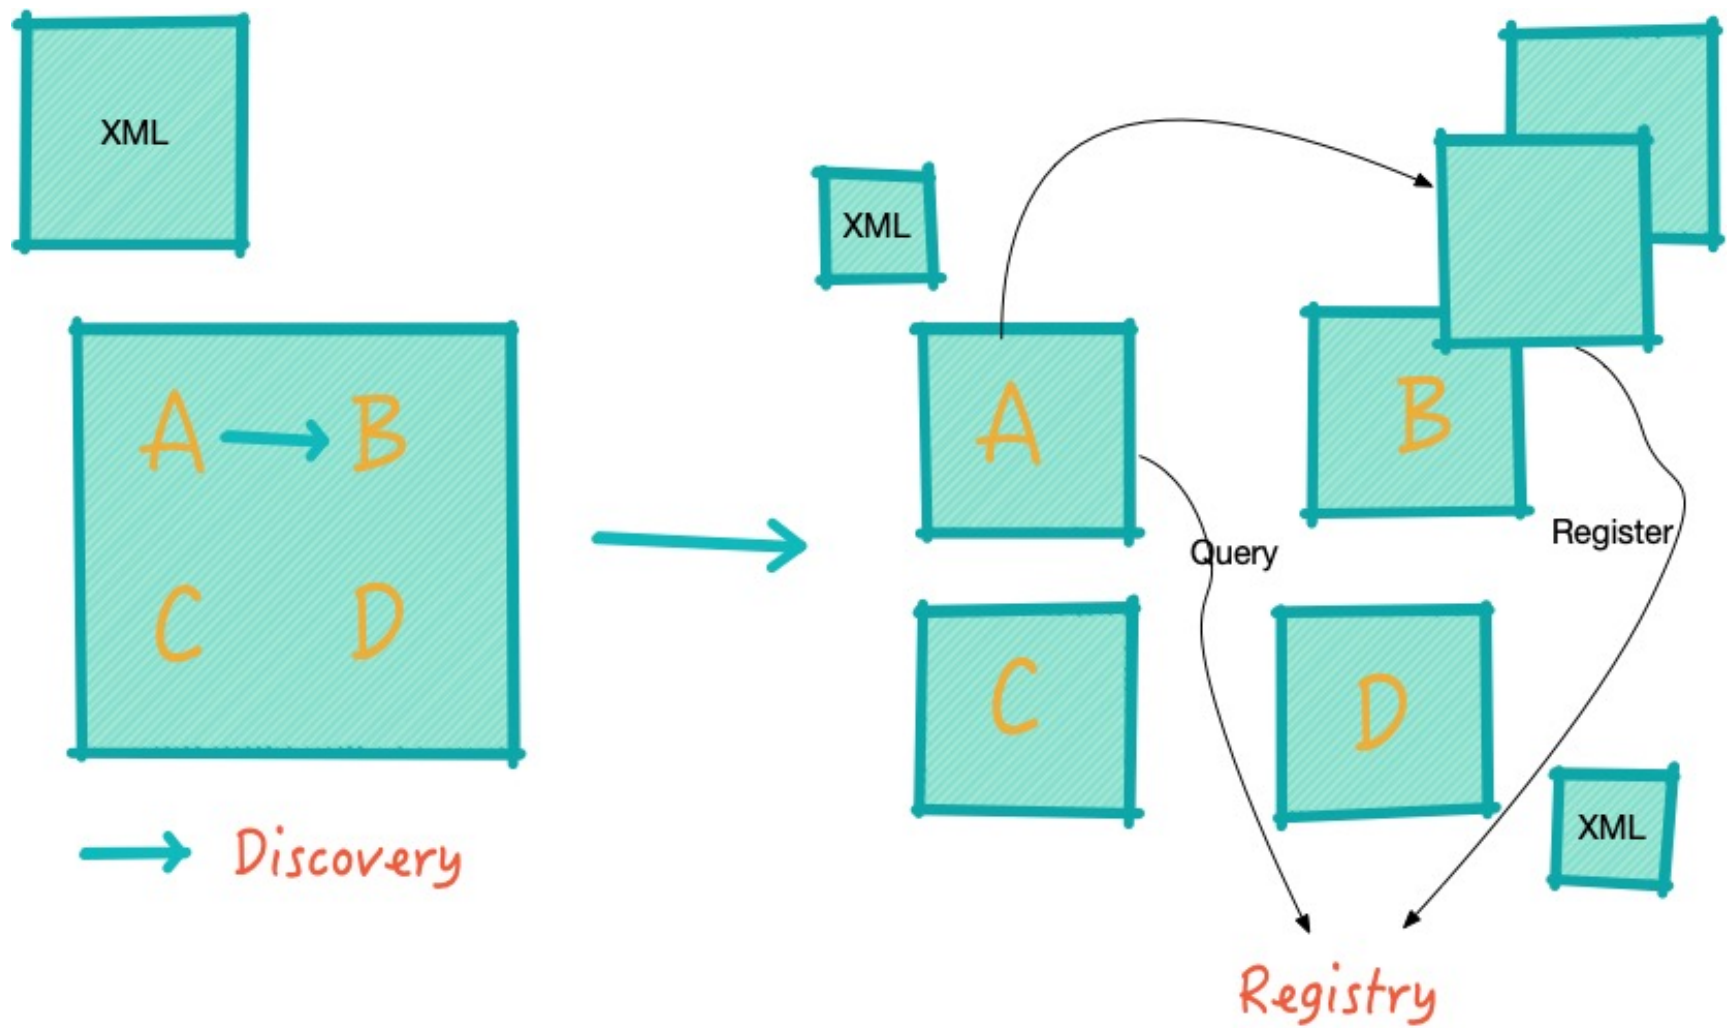 XML
A B
C D
Discovery
XML
A
B
Query
Register
C
D
XML
Registry